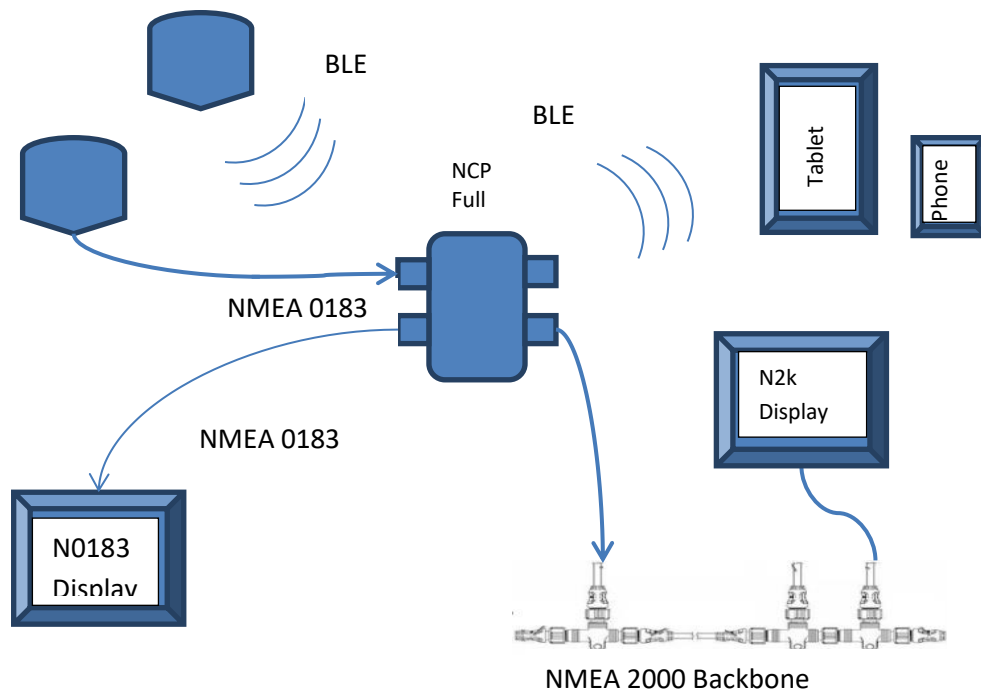 BLE
BLE
NCP
Full
Tablet
Phone
NMEA 0183
NMEA 0183
N2k
Display
N0183
Display
NMEA 2000 Backbone